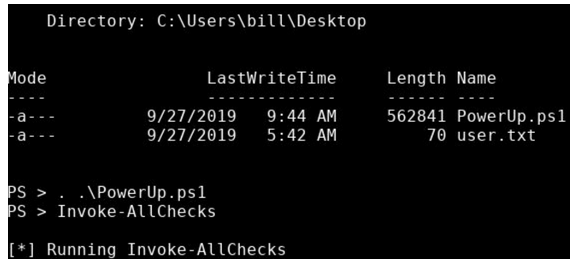 Directory: C:\Users\bill\Desktop
Mode LastWriteTime Length Name
---- ------------- ------ ----
-a--- 9/27/2019 9:44 AM 562841 PowerUp.ps1
-a--- 9/27/2019 5:42 AM 70 user.txt
PS > . .\PowerUp.ps1
PS > Invoke-AllChecks
[*] Running Invoke-AllChecks